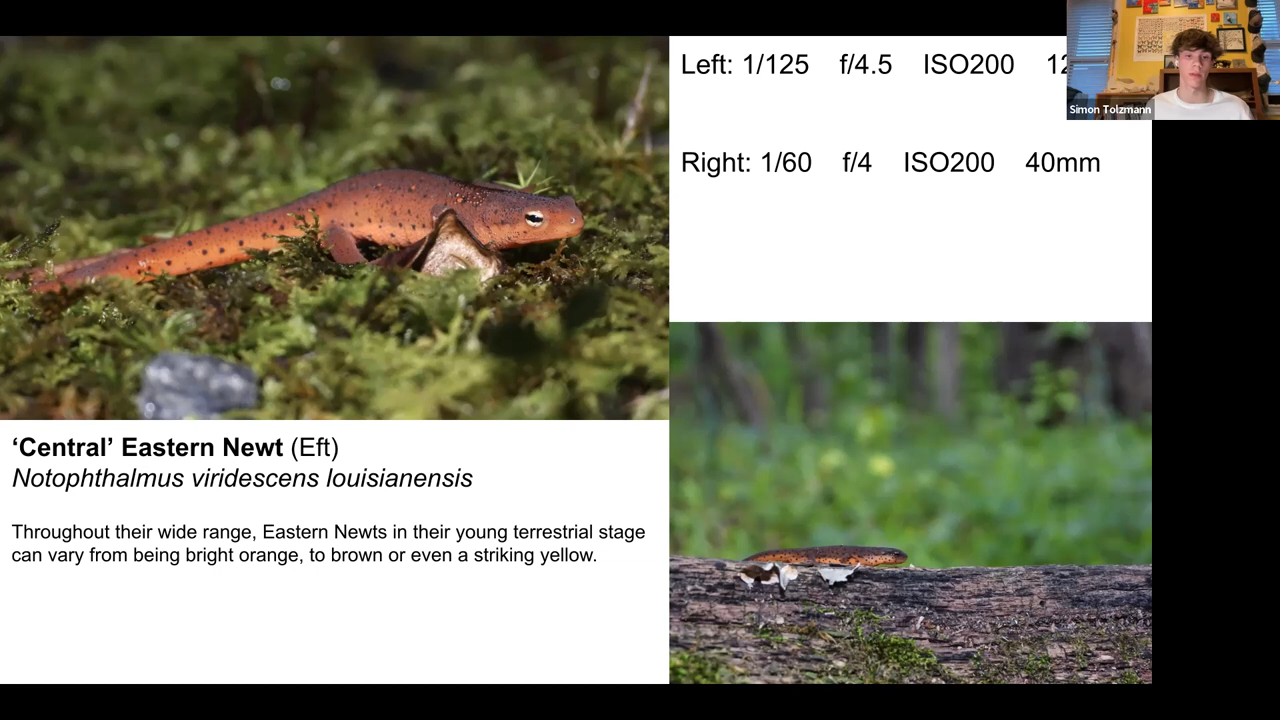 Left: 1/125 f/4.5 ISO200
Simon Tolzmann
Right: 1/60 f/4 ISO200 40mm
‘Central’ Eastern Newt (Eft)
Notophthalmus viridescens louisianensis
Throughout their wide range, Eastern Newts in their young terrestrial stage
can vary from being bright orange, to brown or even a striking yellow.